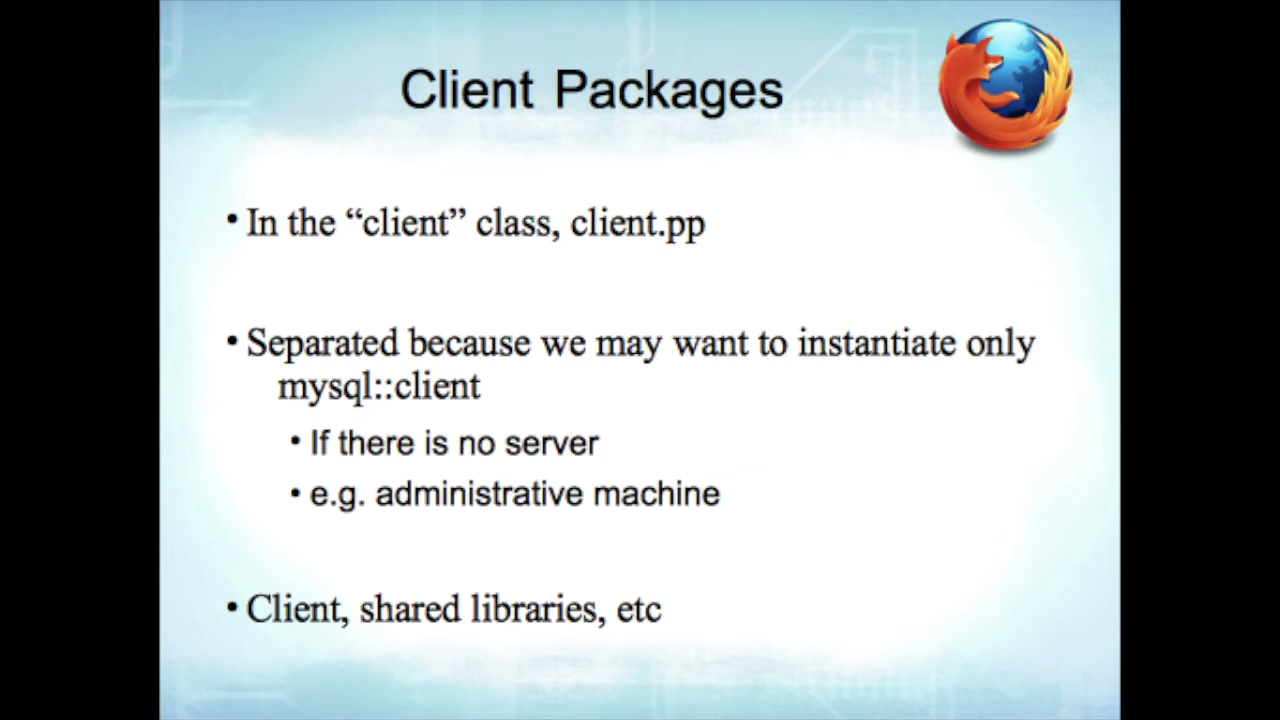 Client Packages
• In the “client” class, client.pp
• Separated because we may want to instantiate only
mysql::client
• If there is no server
• e.g. administrative machine
• Client, shared libraries, etc